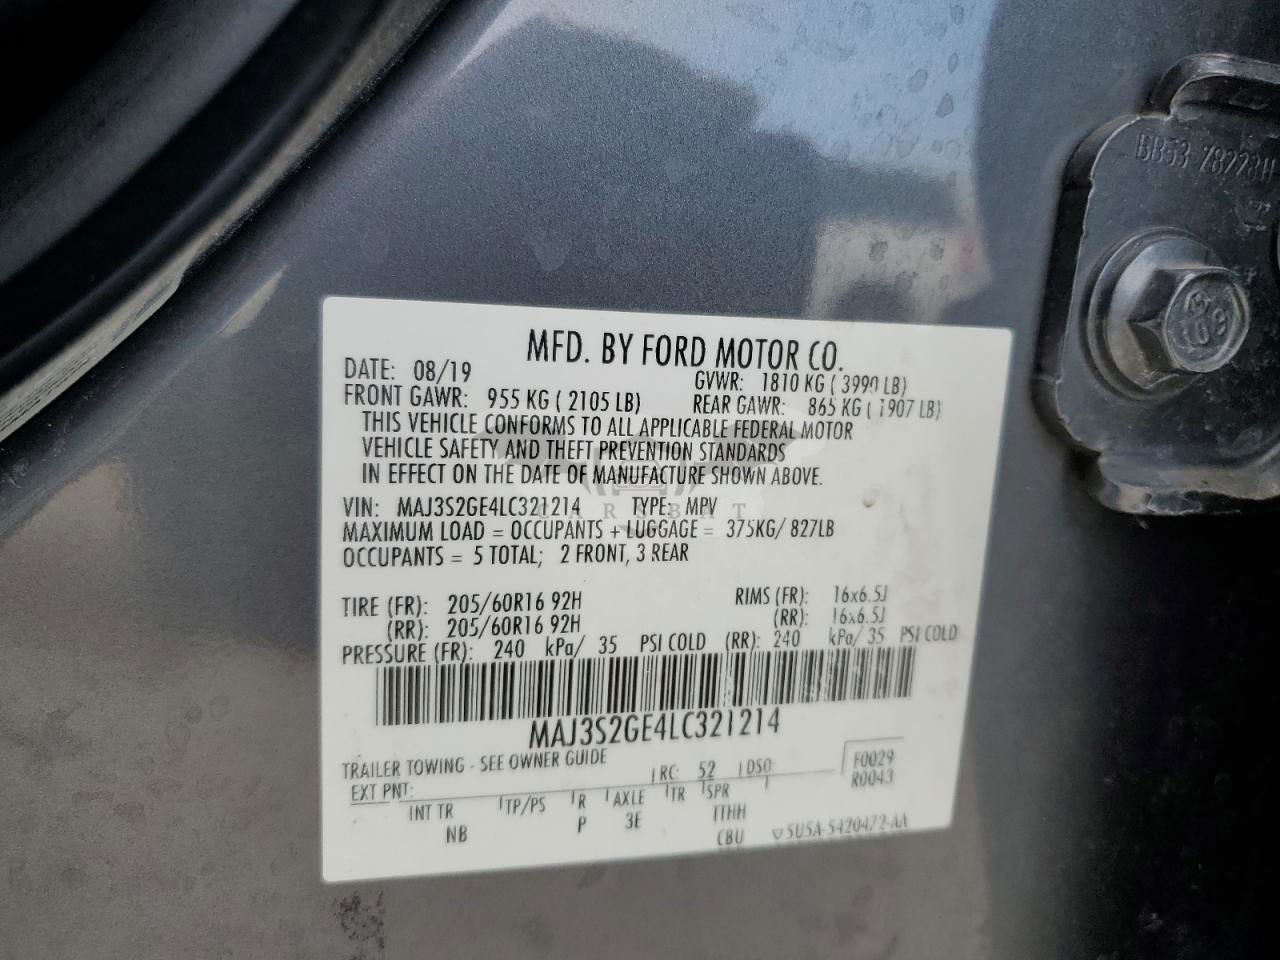 BB53
MFD. BY FORD MOTOR CO.
DATE: 08/19 GVWR: 1810 KG ( 3990 LB)
FRONT GAWR: 955 KG ( 2105 LB) REAR GAWR: 865 KG ( 1907 LB)
THIS VEHICLE CONFORMS TO ALL APPLICABLE FEDERAL MOTOR
VEHICLE SAFETY AND THEFT PREVENTION STANDARDS
IN EFFECT ON THE DATE OF MANUFACTURE SHOWN ABOVE.
VIN: MAJ3S2GE4LC321214 TYPE: MPV
CARSBAT
MAXIMUM LOAD = OCCUPANTS + LUGGAGE = 375KG/ 827LB
OCCUPANTS = 5 TOTAL; 2 FRONT, 3 REAR
TIRE (FR): 205/60R16 92H RIMS (FR): 16x6.5J
(RR): 205/60R16 92H (RR): 16x6.5J
PRESSURE (FR): 240 kPa/ 35 PSI COLD (RR): 240 kPa/ 35 PSI COLD
MAJ3S2GE4LC321214
TRAILER TOWING - SEE OWNER GUIDE
EXT PNT: RC: 52 DSO: F0029
R0043
INT TR TP/PS R AXLE TR SPR
NB P 3E TTHH
CBU 5U5A-5420472-AA